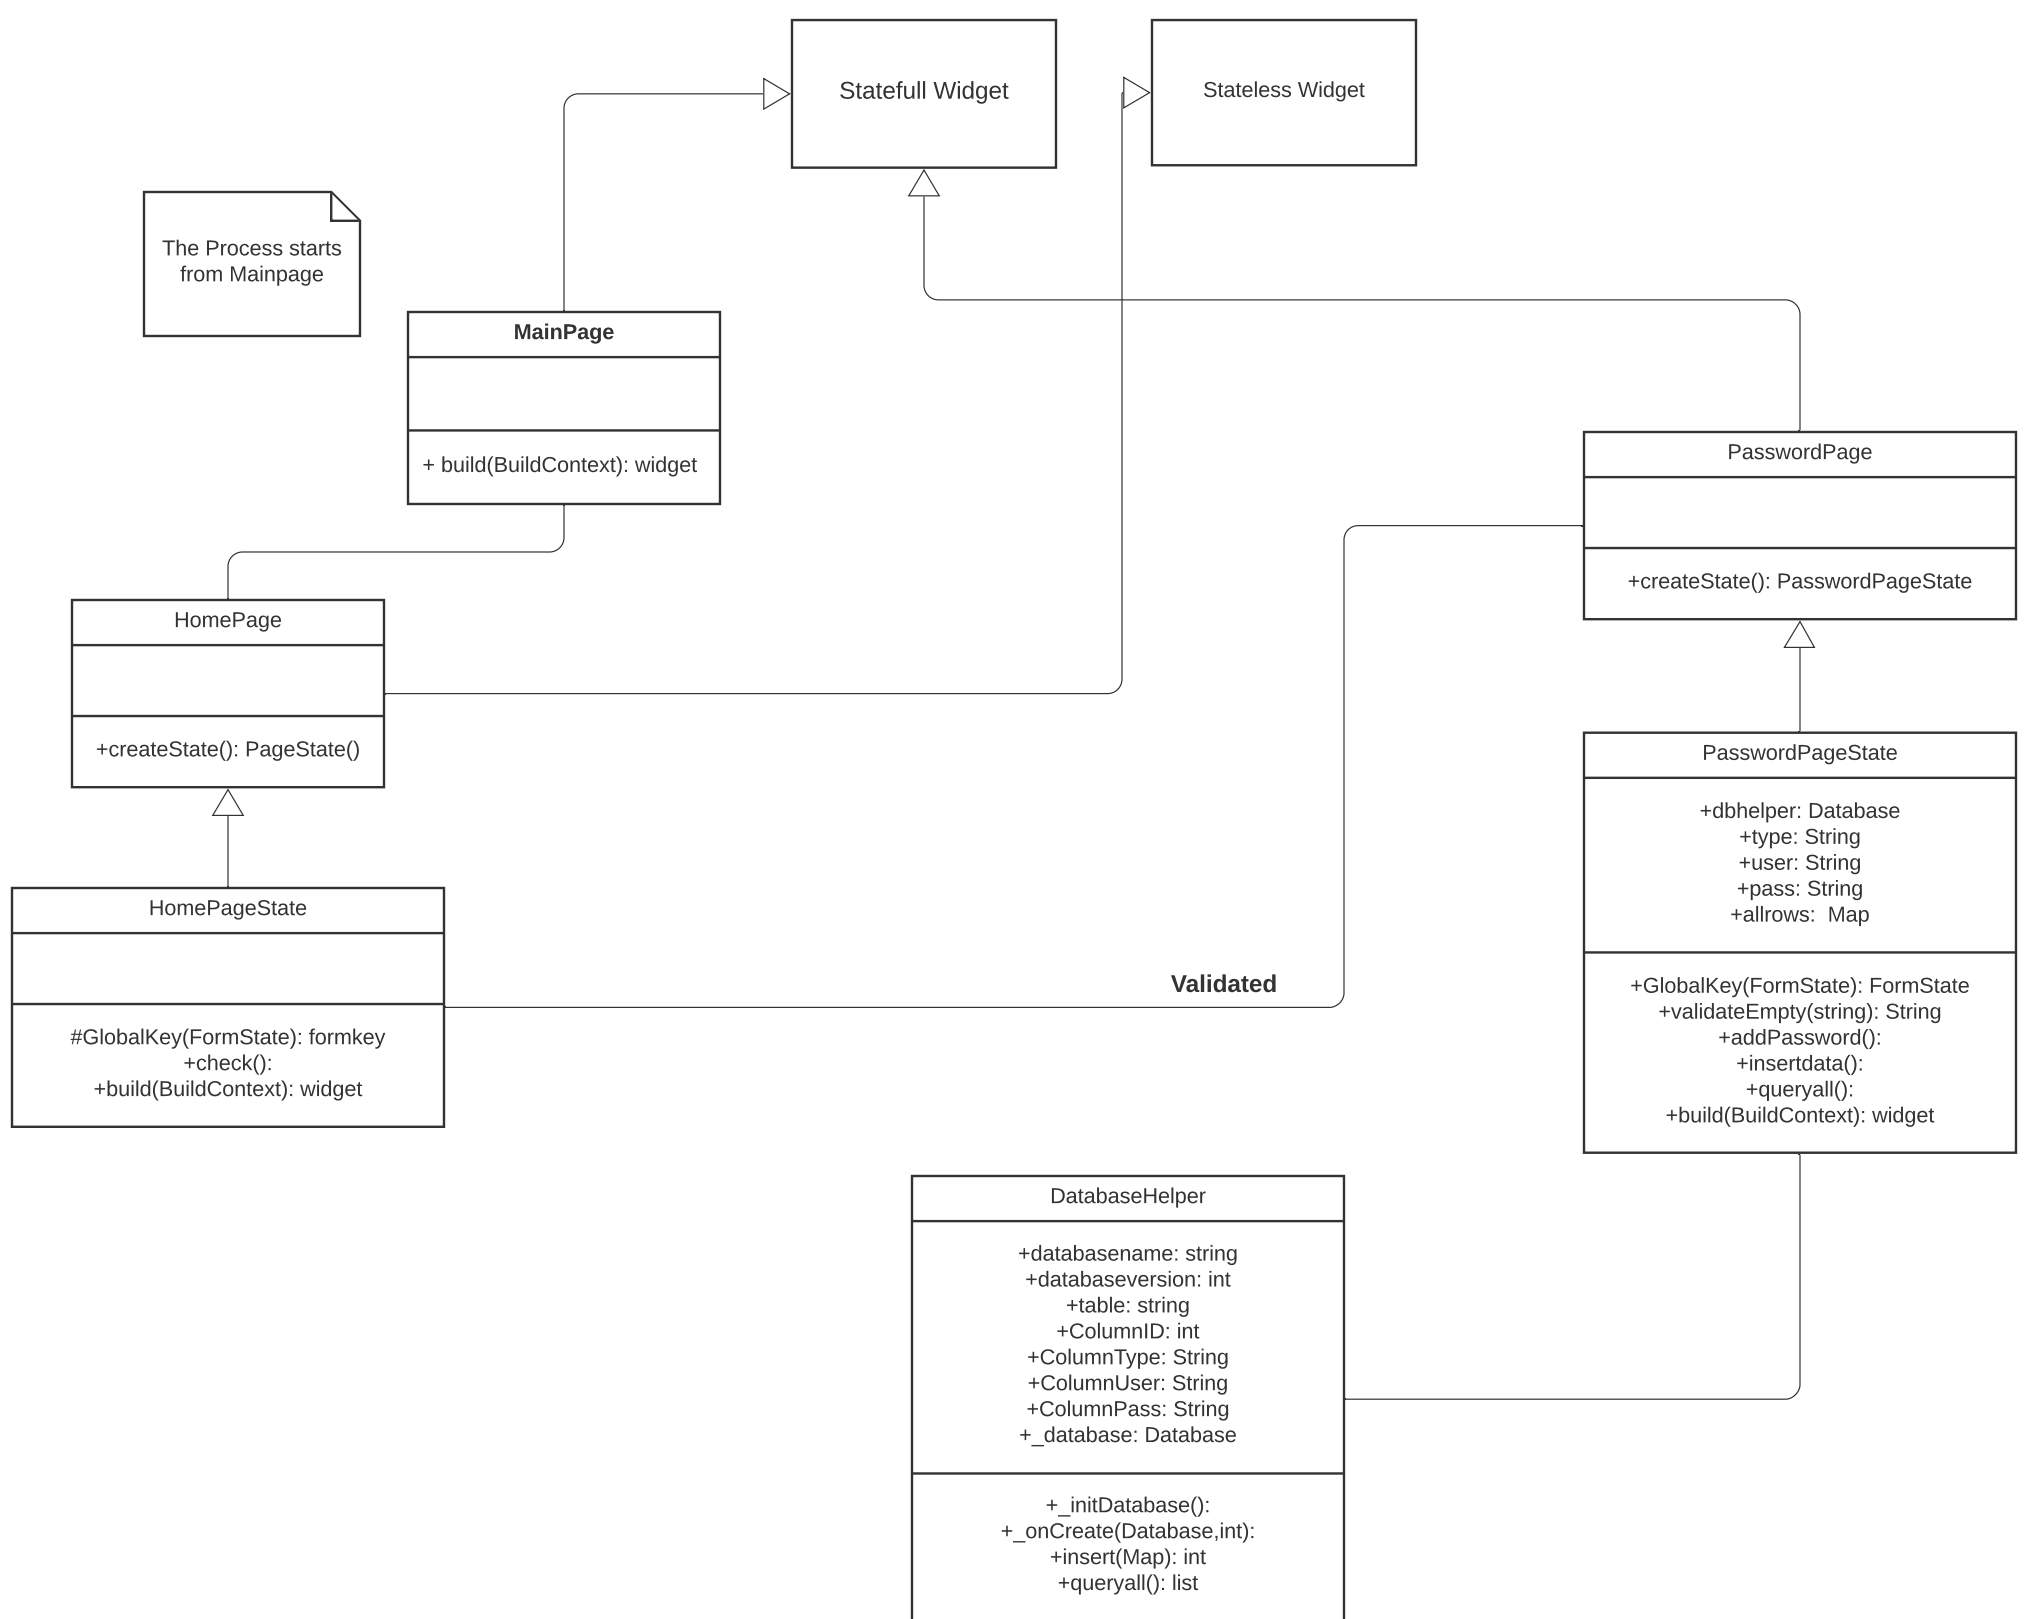 Statefull Widget
Stateless Widget
The Process starts
from Mainpage
MainPage
+ build(BuildContext): widget
PasswordPage
+createState(): PasswordPageState
HomePage
+createState(): PageState()
PasswordPageState
+dbhelper: Database
+type: String
+user: String
+pass: String
+allrows:  Map
+GlobalKey(FormState): FormState
+validateEmpty(string): String
+addPassword():
+insertdata():
+queryall():
+build(BuildContext): widget
HomePageState
#GlobalKey(FormState): formkey
+check():
+build(BuildContext): widget
Validated
DatabaseHelper
+databasename: string
+databaseversion: int
+table: string
+ColumnID: int
+ColumnType: String
+ColumnUser: String
+ColumnPass: String
+_database: Database
+_initDatabase():
+_onCreate(Database,int):
+insert(Map): int
+queryall(): list